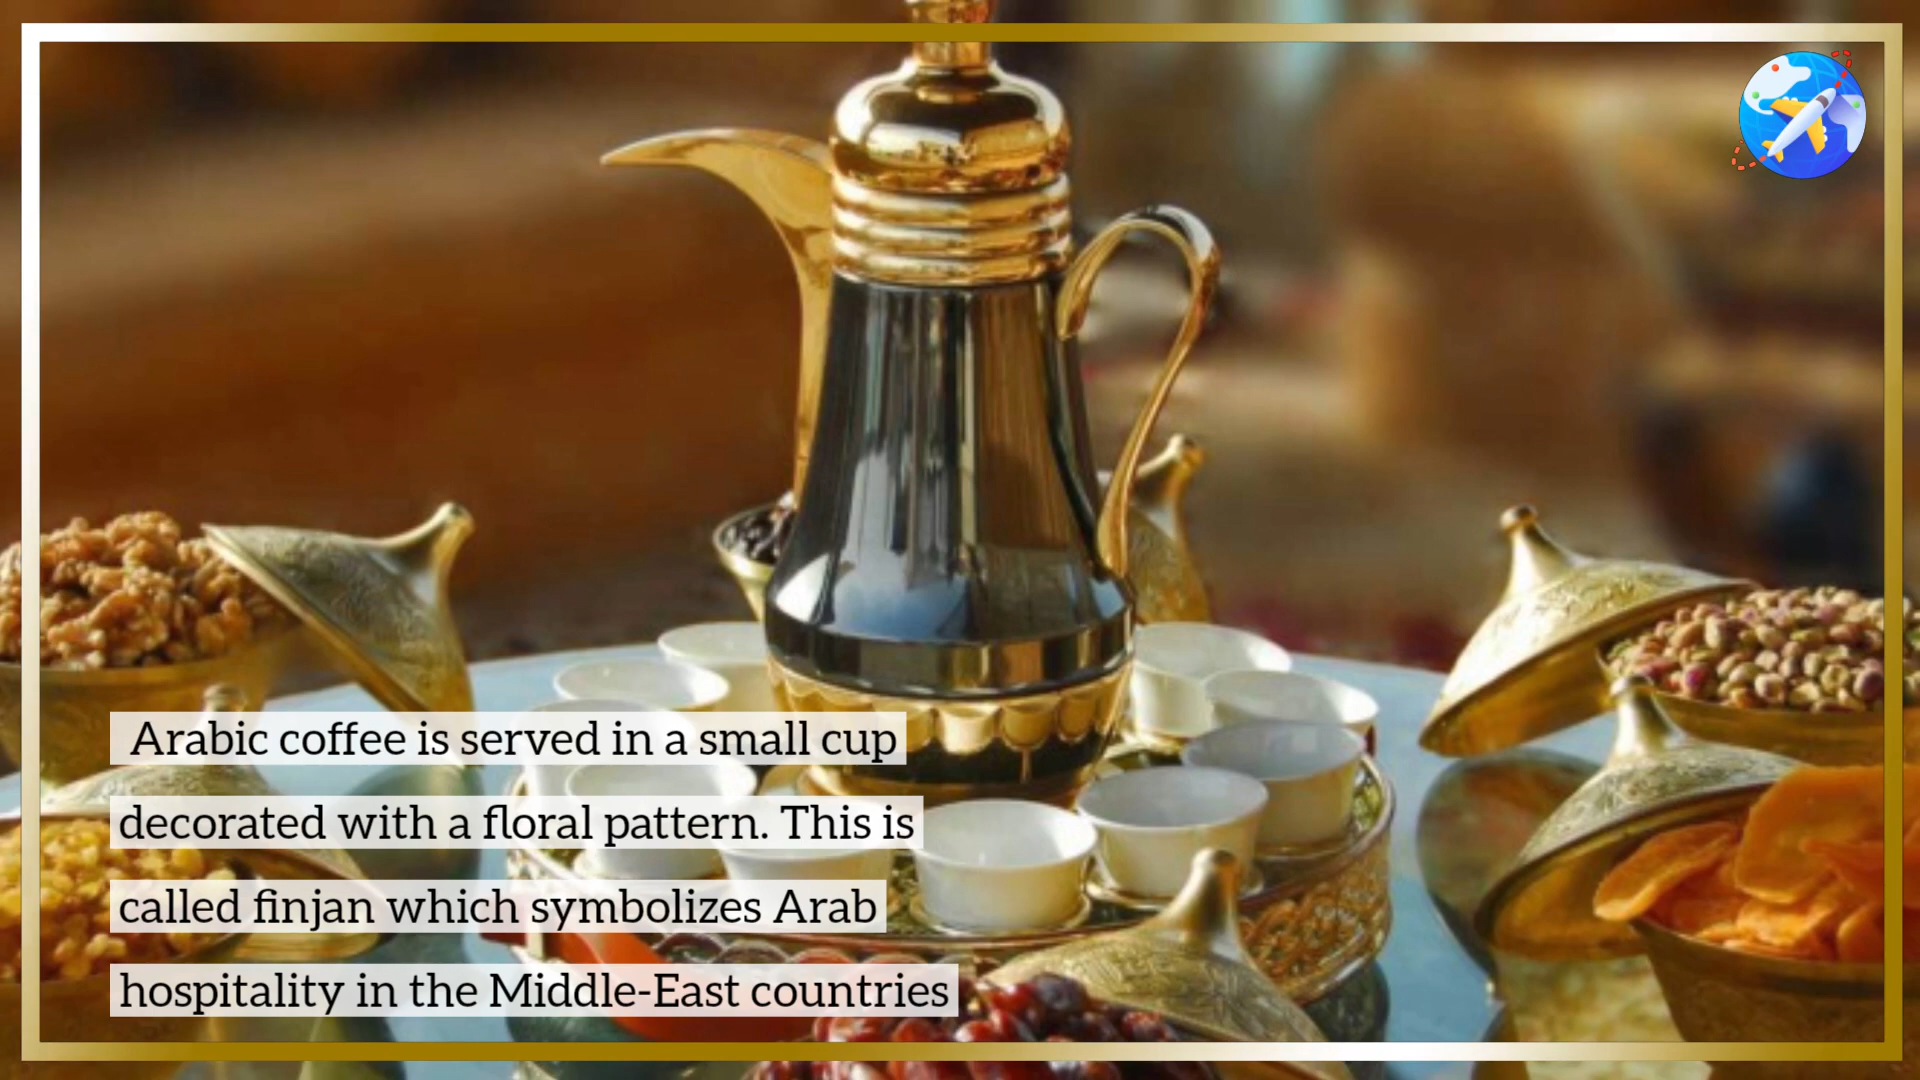 Arabic coffee is served in a small cup
decorated with a floral pattern. This is
called finjan which symbolizes Arab
hospitality in the Middle-East countries